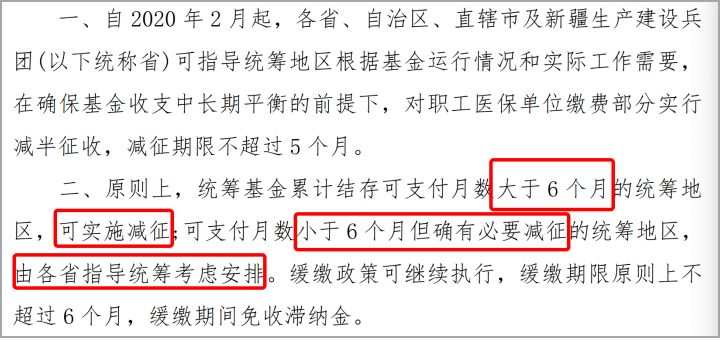 一、自 2020 年 2 月起，各省、自治区、直辖市及新疆生产建设兵
团(以下统称省)可指导统筹地区根据基金运行情况和实际工作需要，
在确保基金收支中长期平衡的前提下，对职工医保单位缴费部分实行
减半征收，减征期限不超过 5 个月。
二、原则上，统筹基金累计结存可支付月数大于 6 个月的统筹地
区，可实施减征;可支付月数小于 6 个月但确有必要减征的统筹地区，
由各省指导统筹考虑安排。缓缴政策可继续执行，缓缴期限原则上不
超过 6 个月，缓缴期间免收滞纳金。